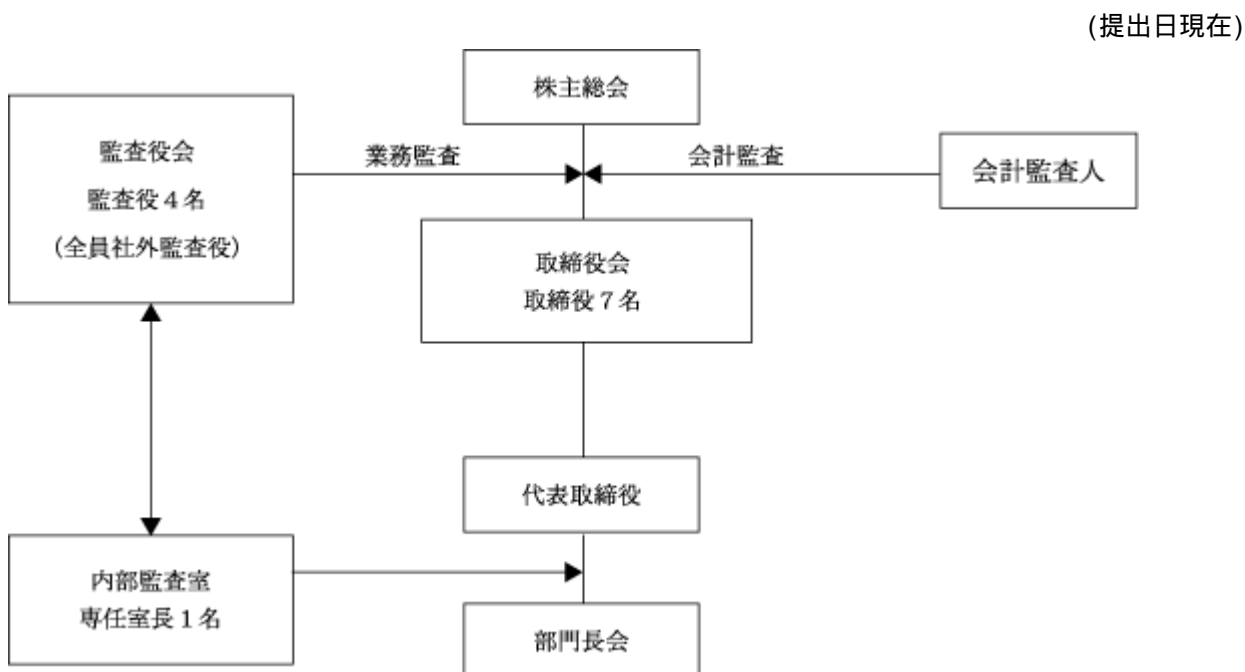 (提出日現在)
株主総会
監査役会
監査役4名
(全員社外監査役)
業務監査
会計監査
会計監査人
取締役会
取締役7名
代表取締役
内部監査室
専任室長1名
部門長会